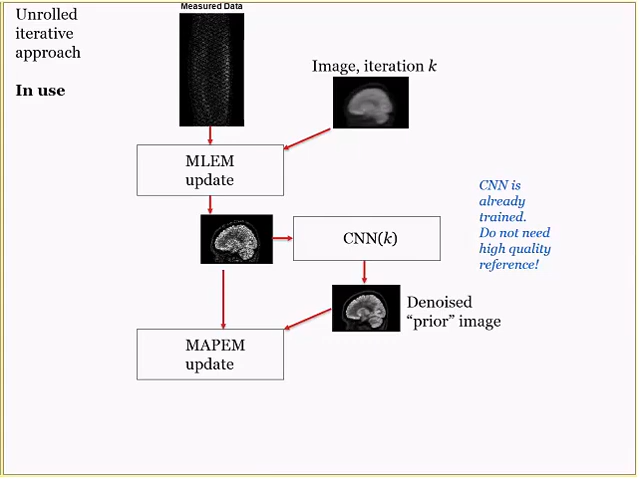 Unrolled
iterative
approach
In use
Measured Data
Image, iteration k
MLEM
update
CNN(k)
CNN is
already
trained.
Do not need
high quality
reference!
Denoised
“prior” image
MAPEM
update